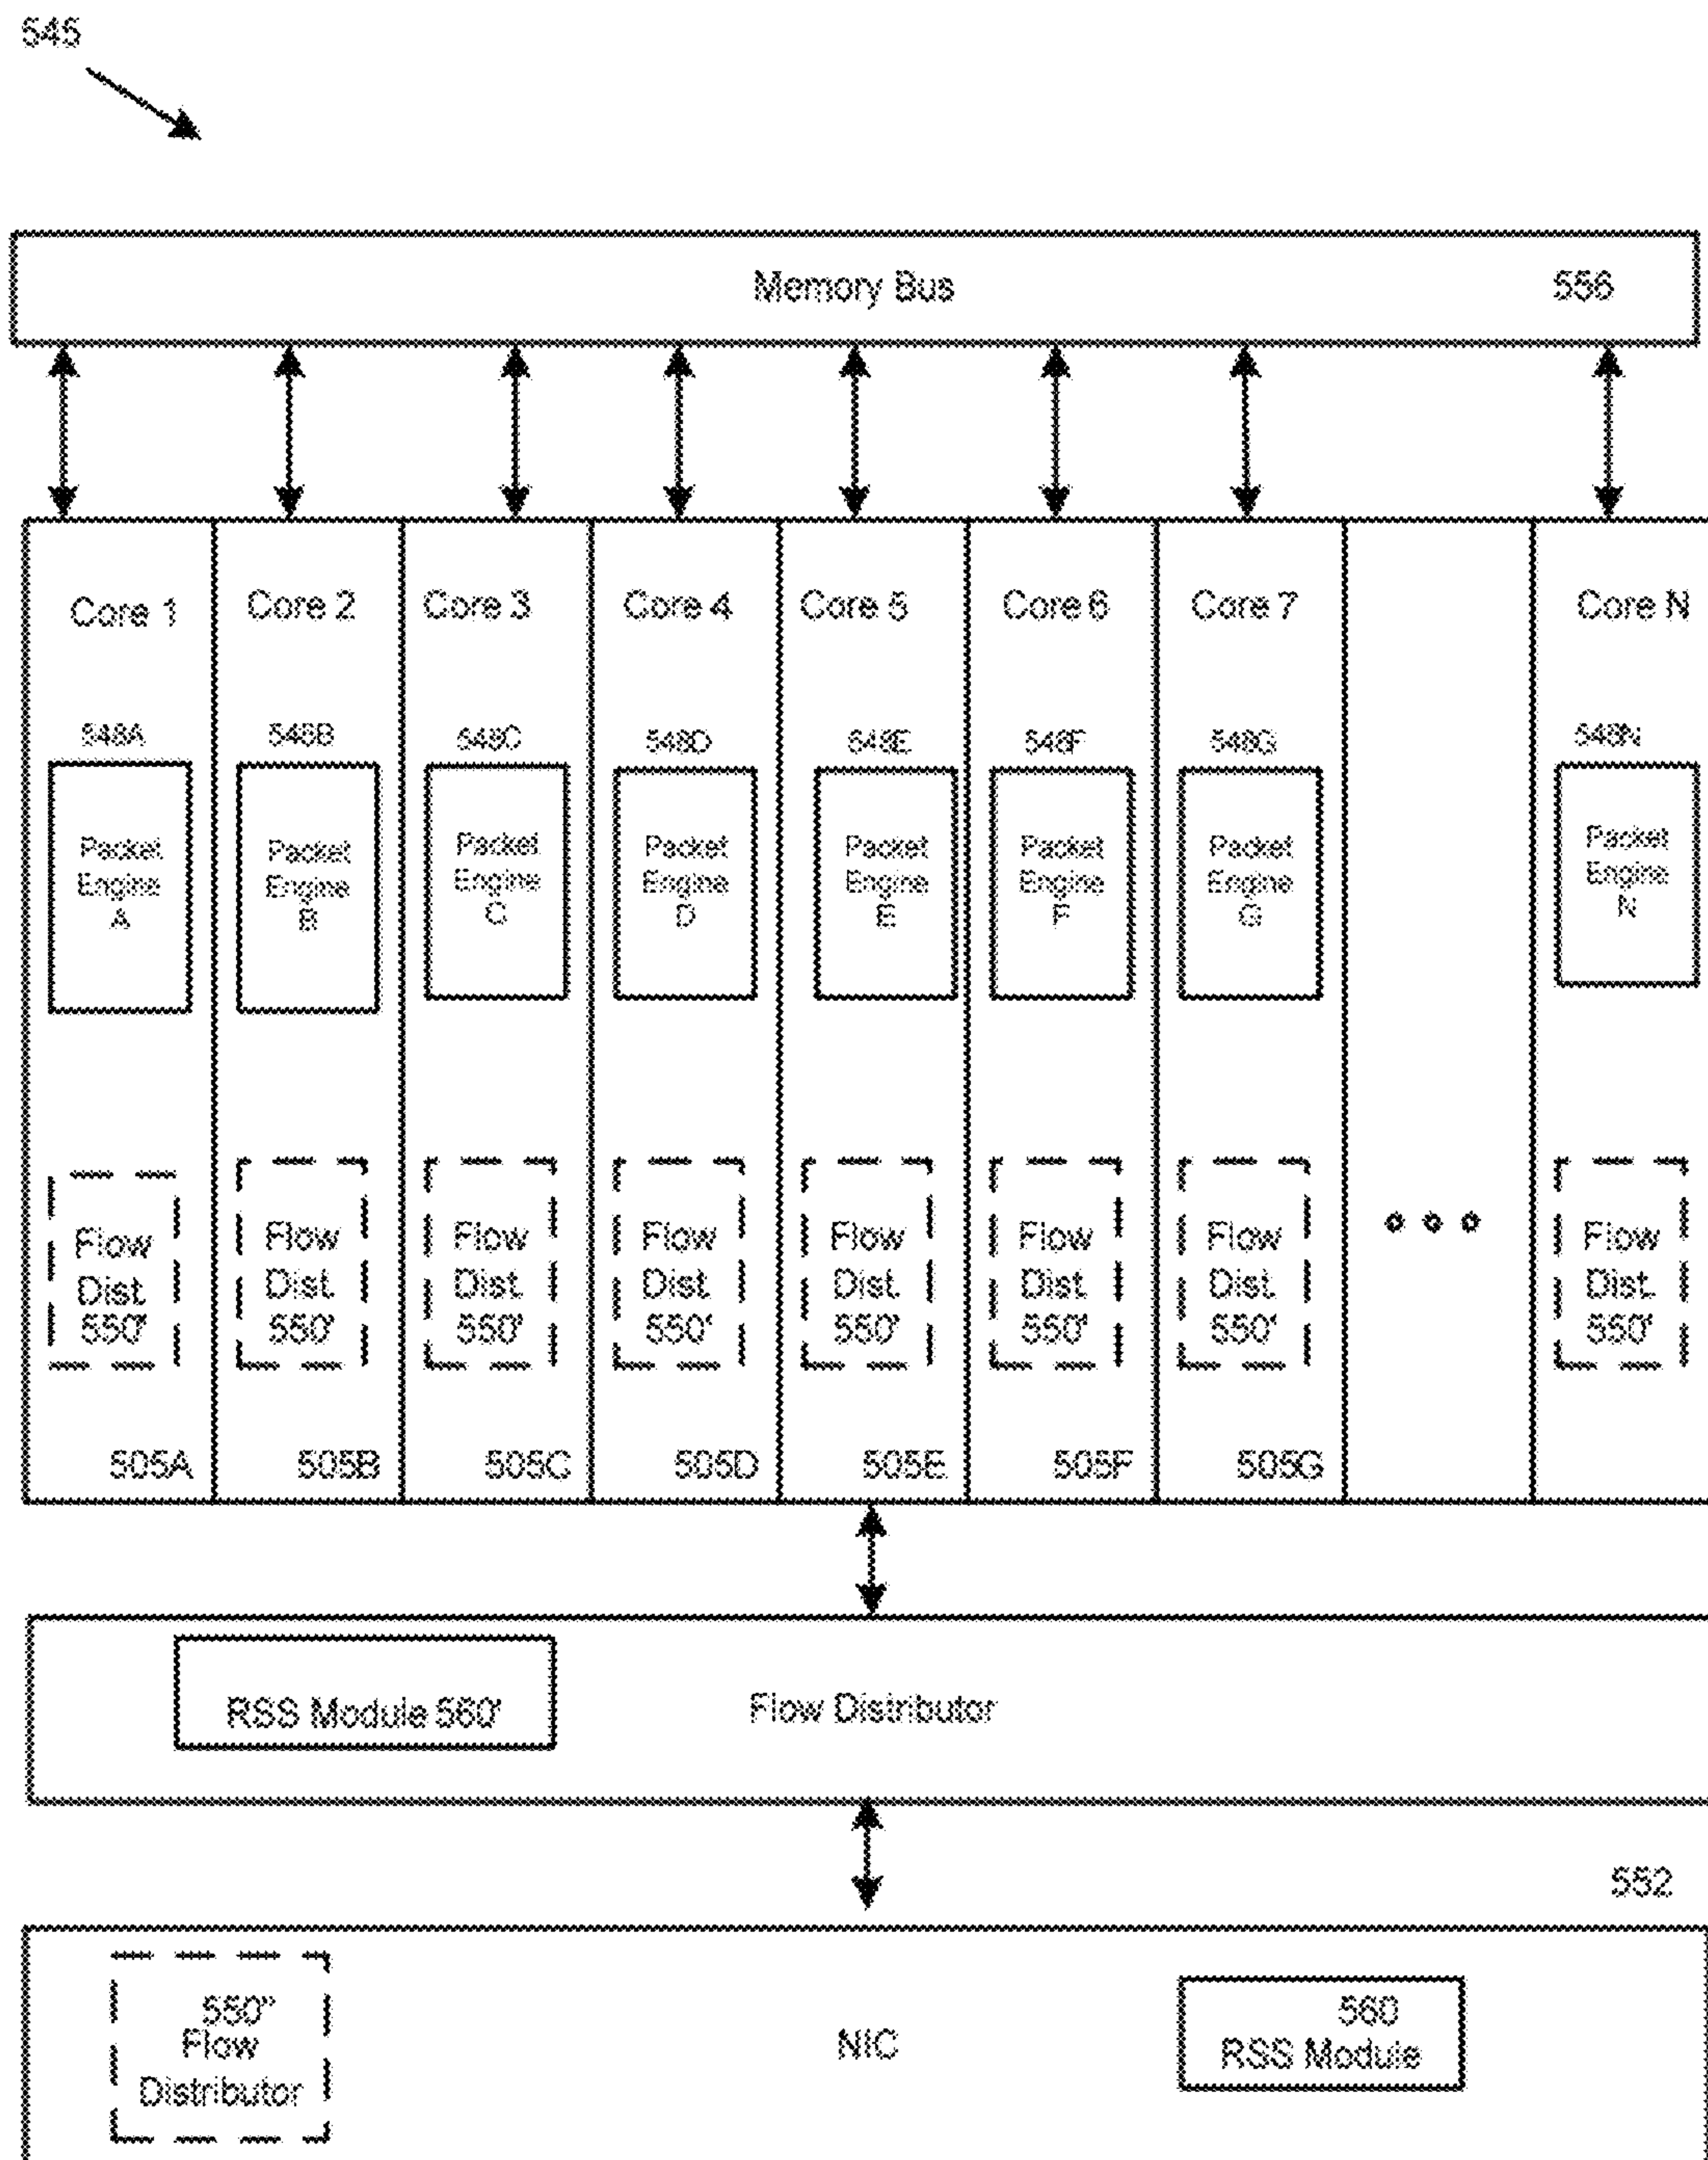 545
Memory Bus 556
Core 1 Core 2 Core 3 Core 4 Core 5 Core 6 Core 7 Core N
548A 548B 548C 548D 548E 548F 548G 548N
Packet
Engine
A
Packet
Engine
B
Packet
Engine
C
Packet
Engine
D
Packet
Engine
E
Packet
Engine
F
Packet
Engine
G
Packet
Engine
N
Flow
Dist.
550'
Flow
Dist.
550'
Flow
Dist.
550'
Flow
Dist.
550'
Flow
Dist.
550'
Flow
Dist.
550'
Flow
Dist.
550'
Flow
Dist.
550'
505A 505B 505C 505D 505E 505F 505G
RSS Module 560' Flow Distributor
552
550"
Flow
Distributor
NIC
560
RSS Module